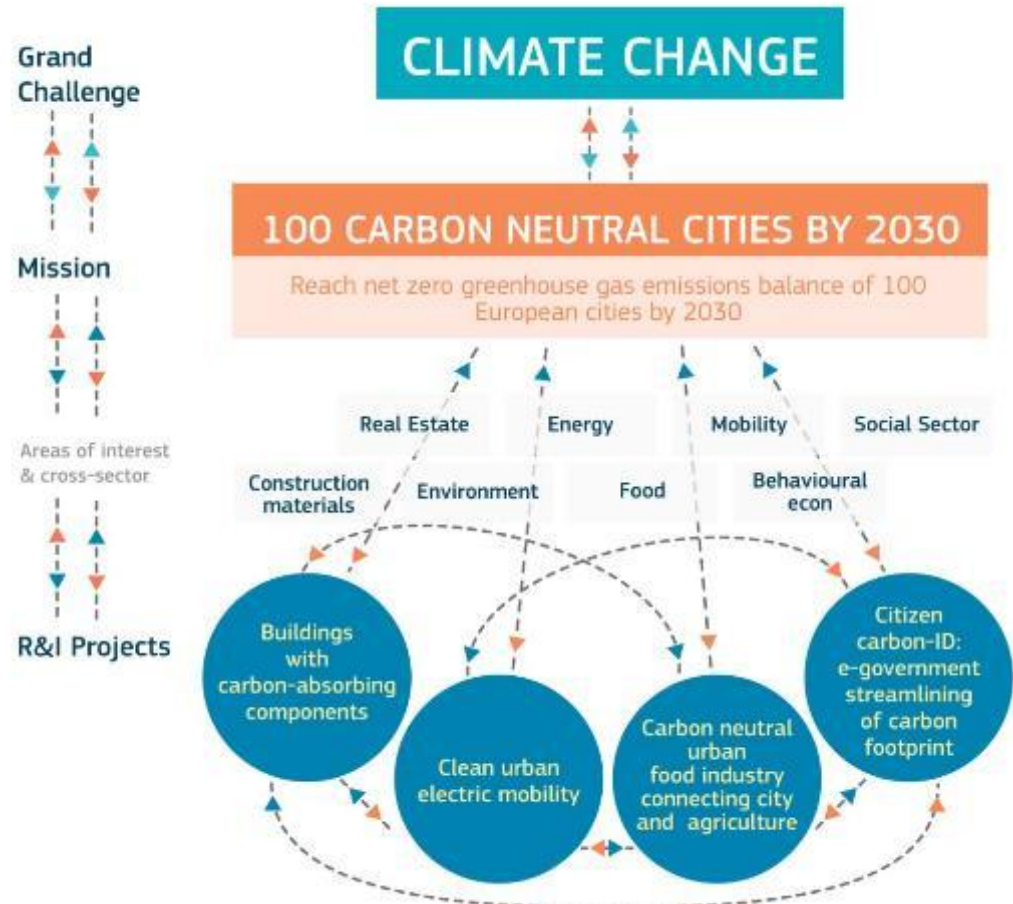 Grand
Challenge
Mission
Areas of interest
& cross-sector
R&I Projects
CLIMATE CHANGE
100 CARBON NEUTRAL CITIES BY 2030
Reach net zero greenhouse gas emissions balance of 100
European cities by 2030
Real Estate
Energy
Mobility
Social Sector
Construction
materials
Environment
Food
Behavioural
econ
Buildings
with
carbon-absorbing
components
Clean urban
electric mobility
Carbon neutral
urban
food industry
connecting city
and agriculture
Citizen
carbon-ID:
e-government
streamlining
of carbon
footprint